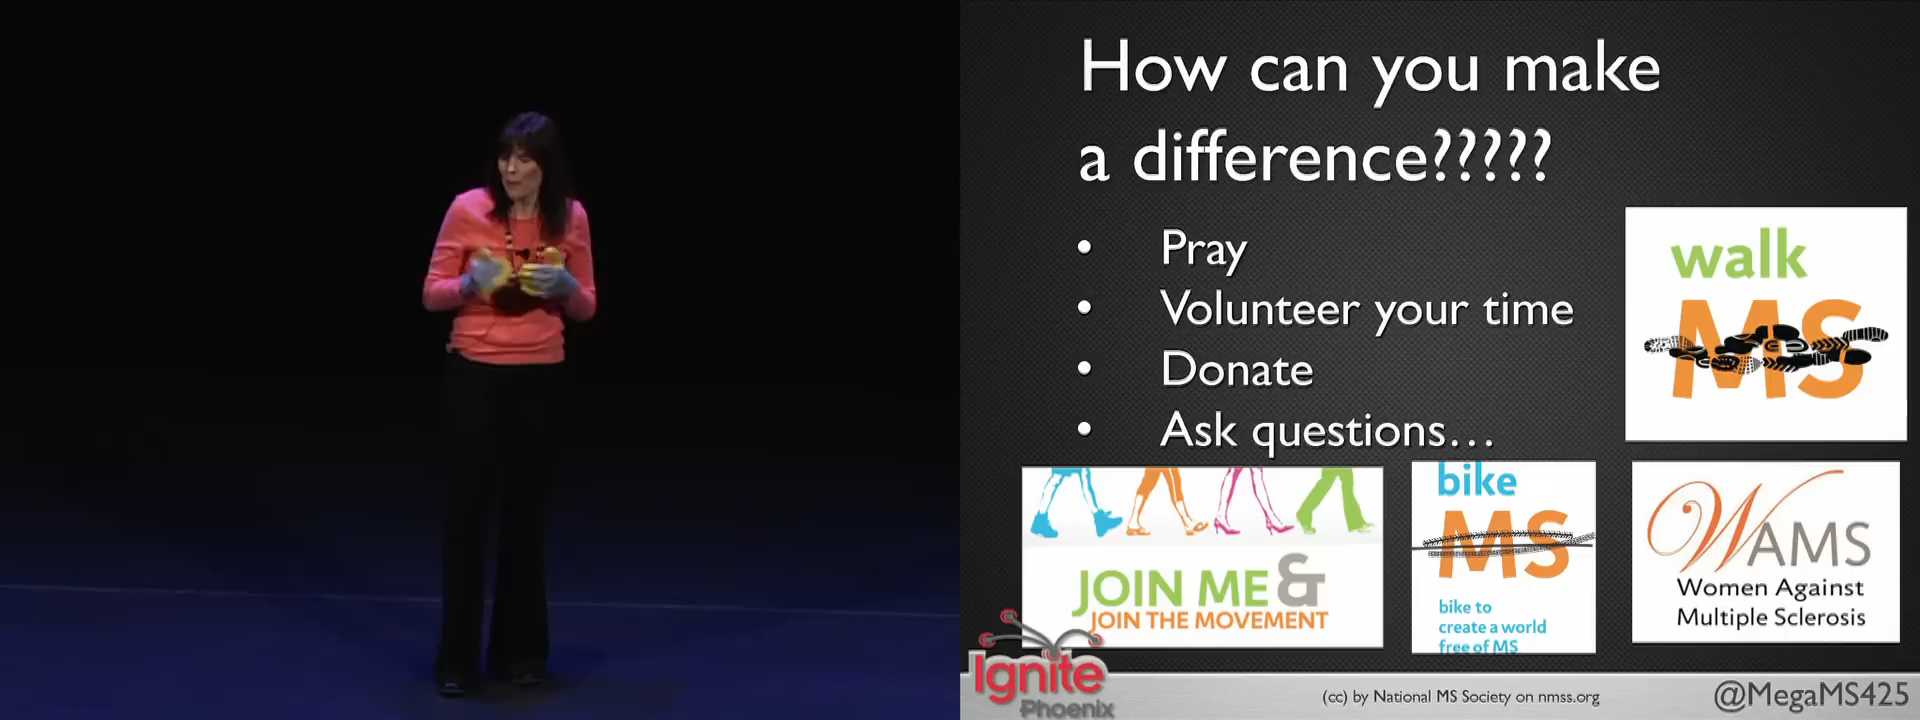 How can you make
a difference?????
• Pray
• Volunteer your time
• Donate
• Ask questions…
walk
MS
JOIN ME &
JOIN THE MOVEMENT
bike
MS
bike to
create a world
free of MS
WAMS
Women Against
Multiple Sclerosis
Ignite
Phoenix
(cc) by National MS Society on nmss.org
@MegaMS425